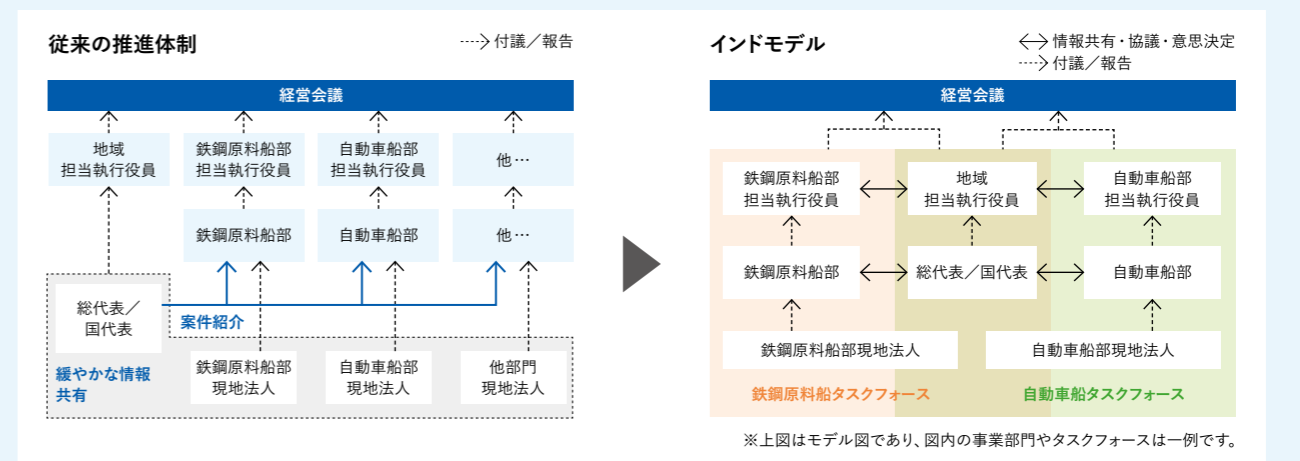 従来の推進体制
付議／報告
経営会議
地域
担当執行役員
鉄鋼原料船部
担当執行役員
自動車船部
担当執行役員
他…
鉄鋼原料船部
自動車船部
他…
総代表／
国代表
案件紹介
緩やかな情報
共有
鉄鋼原料船部
現地法人
自動車船部
現地法人
他部門
現地法人
インドモデル
情報共有・協議・意思決定
付議／報告
経営会議
鉄鋼原料船部
担当執行役員
地域
担当執行役員
自動車船部
担当執行役員
鉄鋼原料船部
総代表／国代表
自動車船部
鉄鋼原料船部現地法人
自動車船部現地法人
鉄鋼原料船タスクフォース
自動車船タスクフォース
※上図はモデル図であり、図内の事業部門やタスクフォースは一例です。